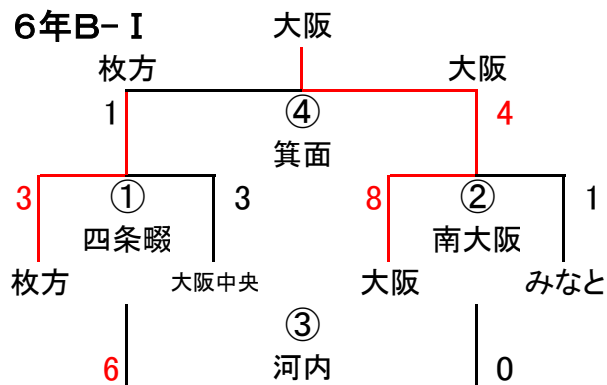 6年B-Ⅰ
大阪
枚方 大阪
1 ④ 4
箕面
3 ① 3 8 ② 1
四条畷 南大阪
枚方 大阪中央 大阪 みなと
③
6 河内 0